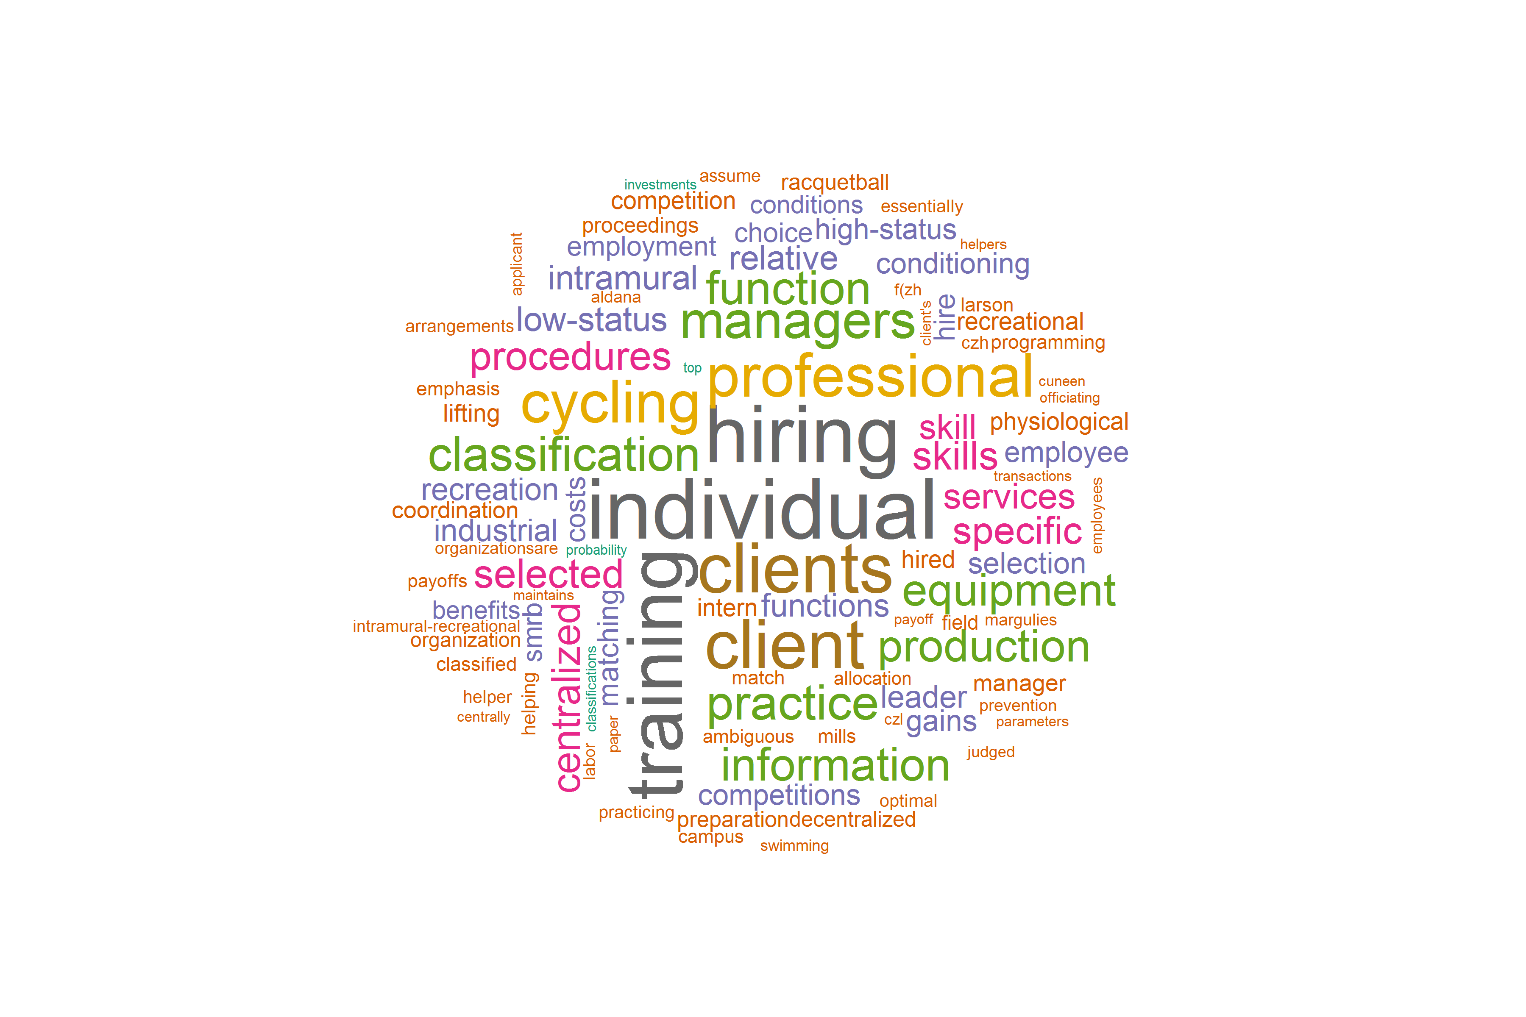 investments
assume
racquetball
competition
conditions
essentially
proceedings
choice
high-status
employment
helpers
applicant
relative
conditioning
intramural
function
f(zh
aldana
client's
hire
larson
low-status
managers
recreational
arrangements
czh
programming
procedures
top
professional
cuneen
emphasis
cycling
officiating
lifting
hiring
skill
physiological
classification
skills
employee
transactions
recreation
costs
individual
services
employees
coordination
industrial
specific
organizationsare
probability
clients
hired
selection
payoffs
selected
training
equipment
maintains
benefits
smrb
matching
intern
functions
payoff
field
margulies
intramural-recreational
organization
centralized
client
production
classified
classifications
match
allocation
manager
helper
helping
practice
leader
prevention
centrally
paper
czl
gains
parameters
labor
ambiguous
mills
judged
information
competitions
optimal
practicing
preparation
decentralized
campus
swimming